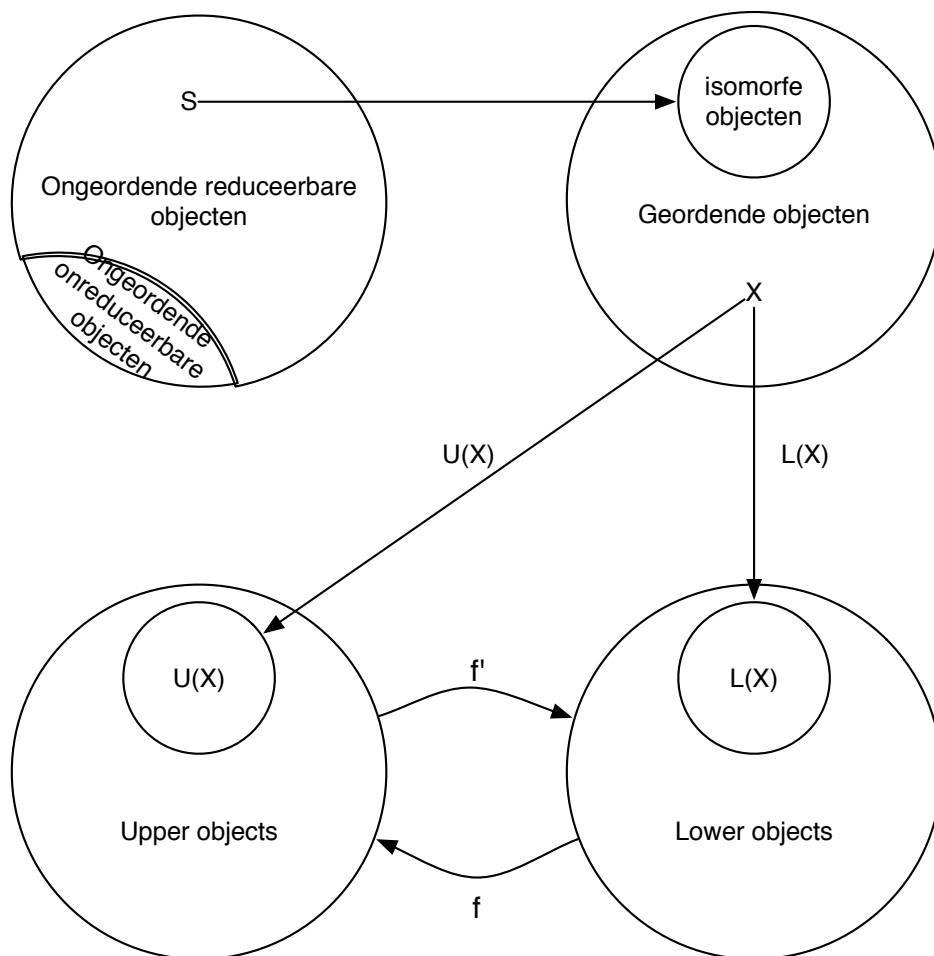 S
isomorfe
objecten
Ongeordende reduceerbare
objecten
Geordende objecten
Ongeordende
onreduceerbare
objecten
X
U(X)
L(X)
U(X)
f'
L(X)
Upper objects
Lower objects
f